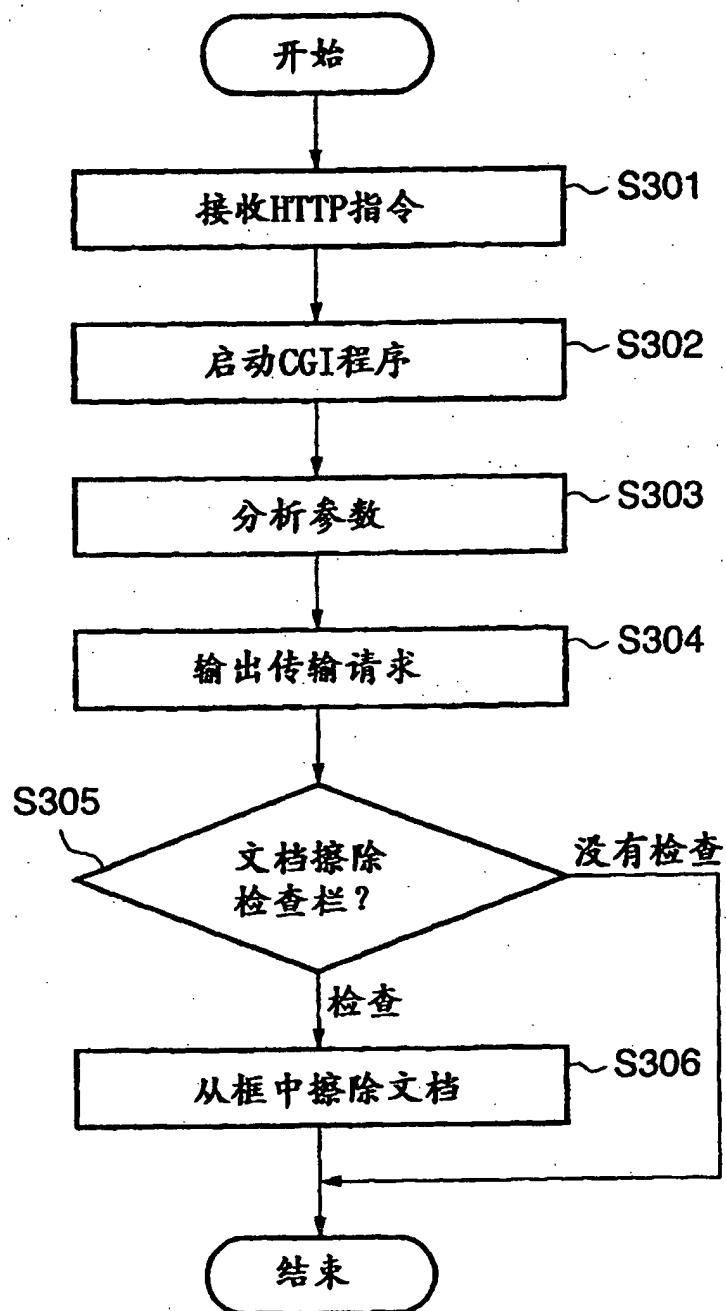 开始
接收HTTP指令
S301
启动CGI程序
S302
分析参数
S303
输出传输请求
S304
S305
文档擦除
检查栏？
没有检查
检查
从框中擦除文档
S306
结束